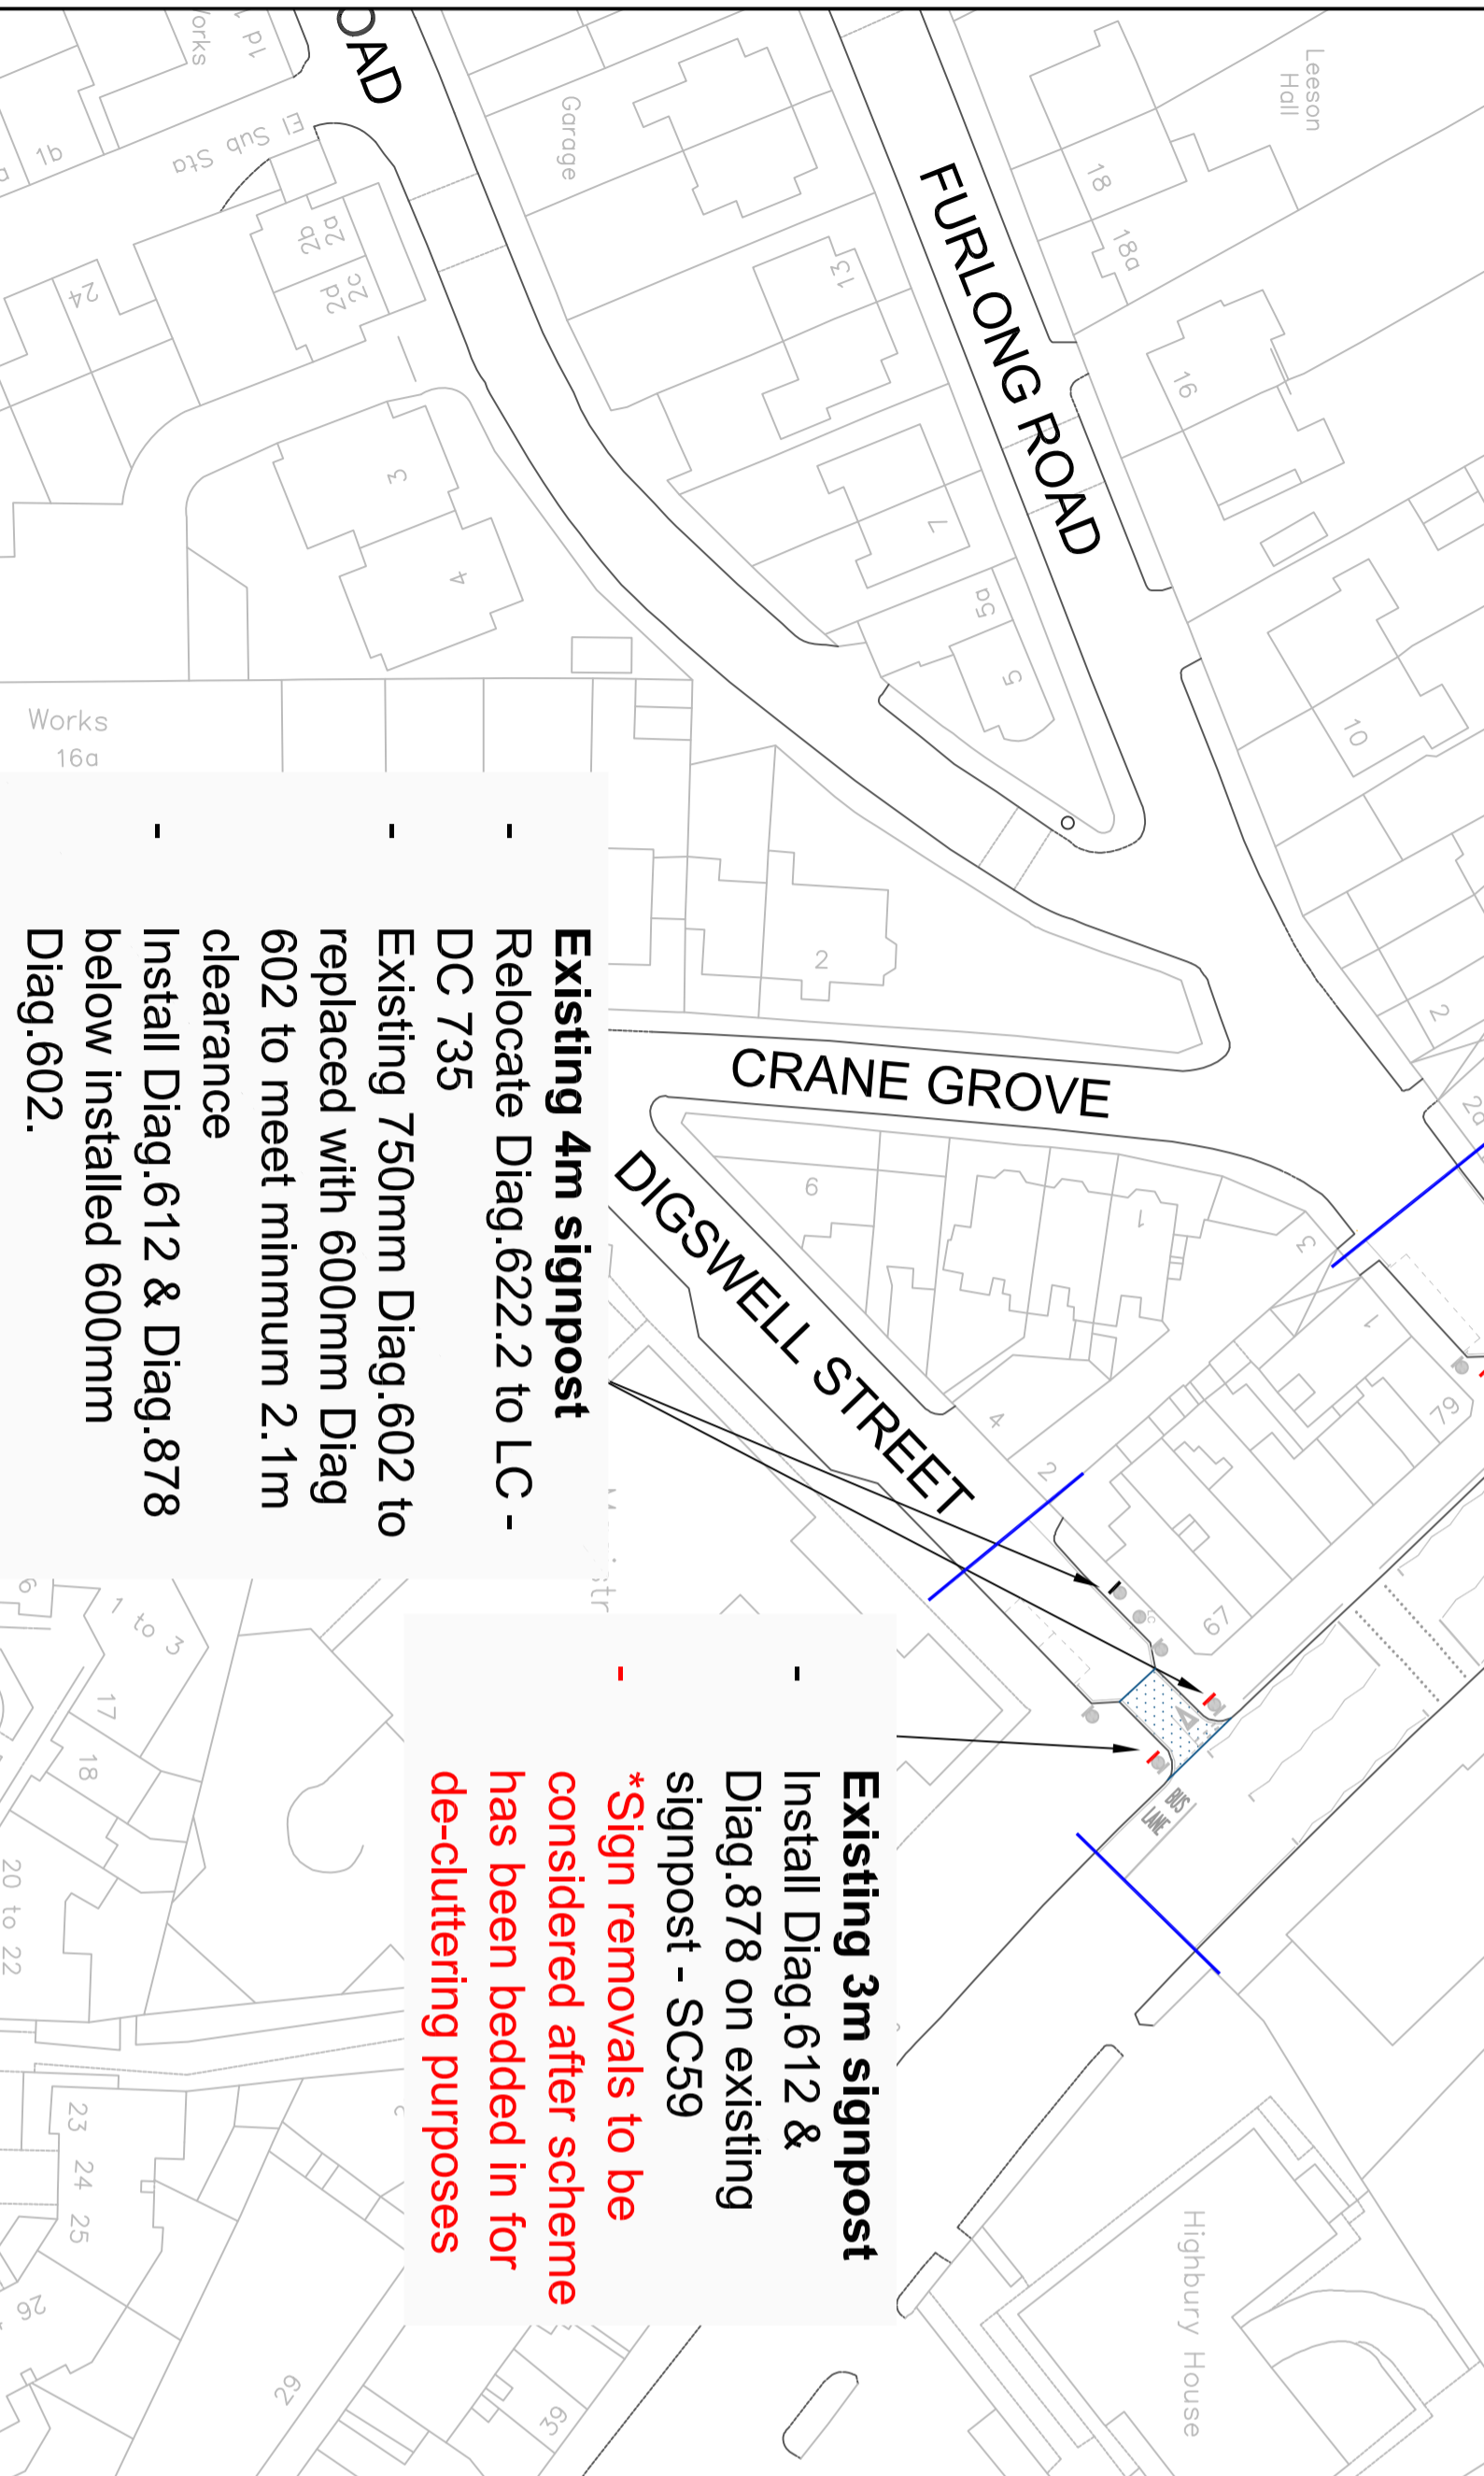 Leeson
Hall
18
18a
16
10
2
2a
FURLONG ROAD
OAD
Garage
13
7
5a
5
El Sub Sta
1d
1b
2a
2b
2c
2d
24
3
4
Works
16a
2
CRANE GROVE
DIGSWELL STREET
6
1
3
1
79
4
2
67
BUS
LANE
Existing 4m signpost
- Relocate Diag.622.2 to LC -
DC 735
- Existing 750mm Diag.602 to
replaced with 600mm Diag
602 to meet minmum 2.1m
clearance
- Install Diag.612 & Diag.878
below installed 600mm
Diag.602.
Existing 3m signpost
- Install Diag.612 &
Diag.878 on existing
signpost - SC59
- *Sign removals to be
considered after scheme
has been bedded in for
de-cluttering purposes
1 to 3
17
18
20 to 22
23
24
25
26
29
39
Highbury House